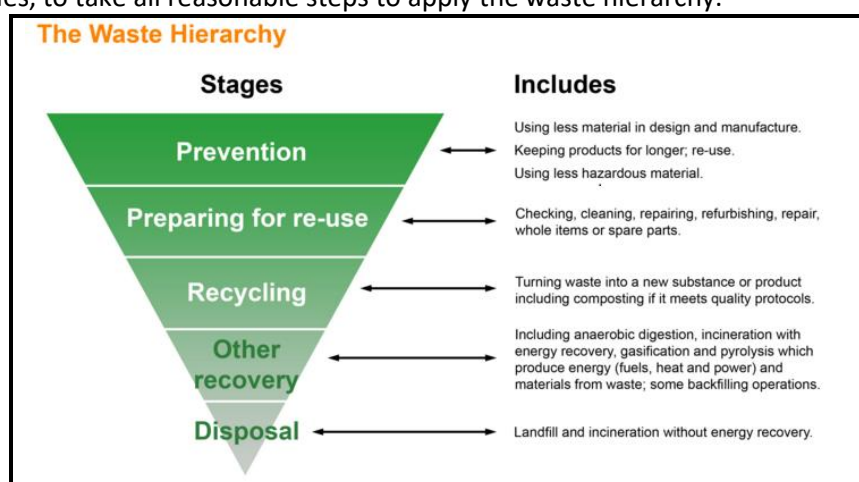 to take all reasonable steps to apply the waste hierarchy.
The Waste Hierarchy
Stages
Includes
Prevention
Using less material in design and manufacture.
Keeping products for longer; re-use.
Using less hazardous material.
Preparing for re-use
Checking, cleaning, repairing, refurbishing, repair,
whole items or spare parts.
Recycling
Turning waste into a new substance or product
including composting if it meets quality protocols.
Other
recovery
Including anaerobic digestion, incineration with
energy recovery, gasification and pyrolysis which
produce energy (fuels, heat and power) and
materials from waste; some backfilling operations.
Disposal
Landfill and incineration without energy recovery.